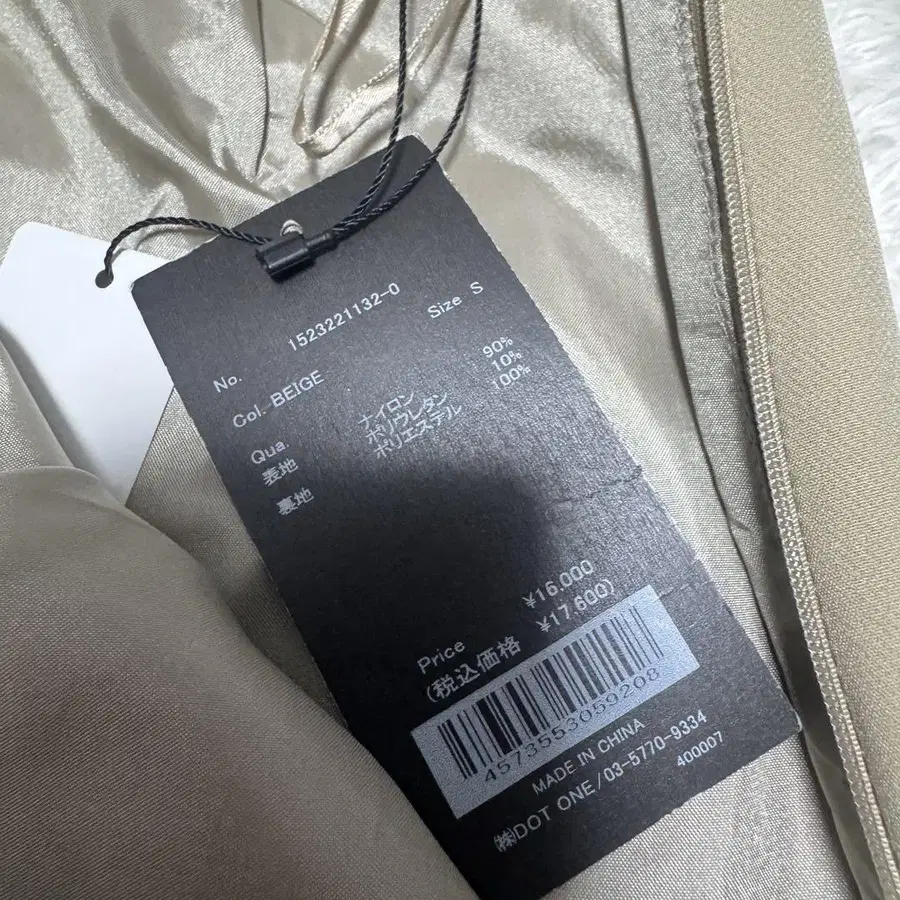 No. 1523221132-0
Col. BEIGE Size S
Qua.
表地 ナイロン 90%
ポリウレタン 10%
裏地 ポリエステル 100%
Price ¥16,000
(税込価格 ¥17,600)
4573553059208
MADE IN CHINA
㈱DOT ONE/03-5770-9334
400007